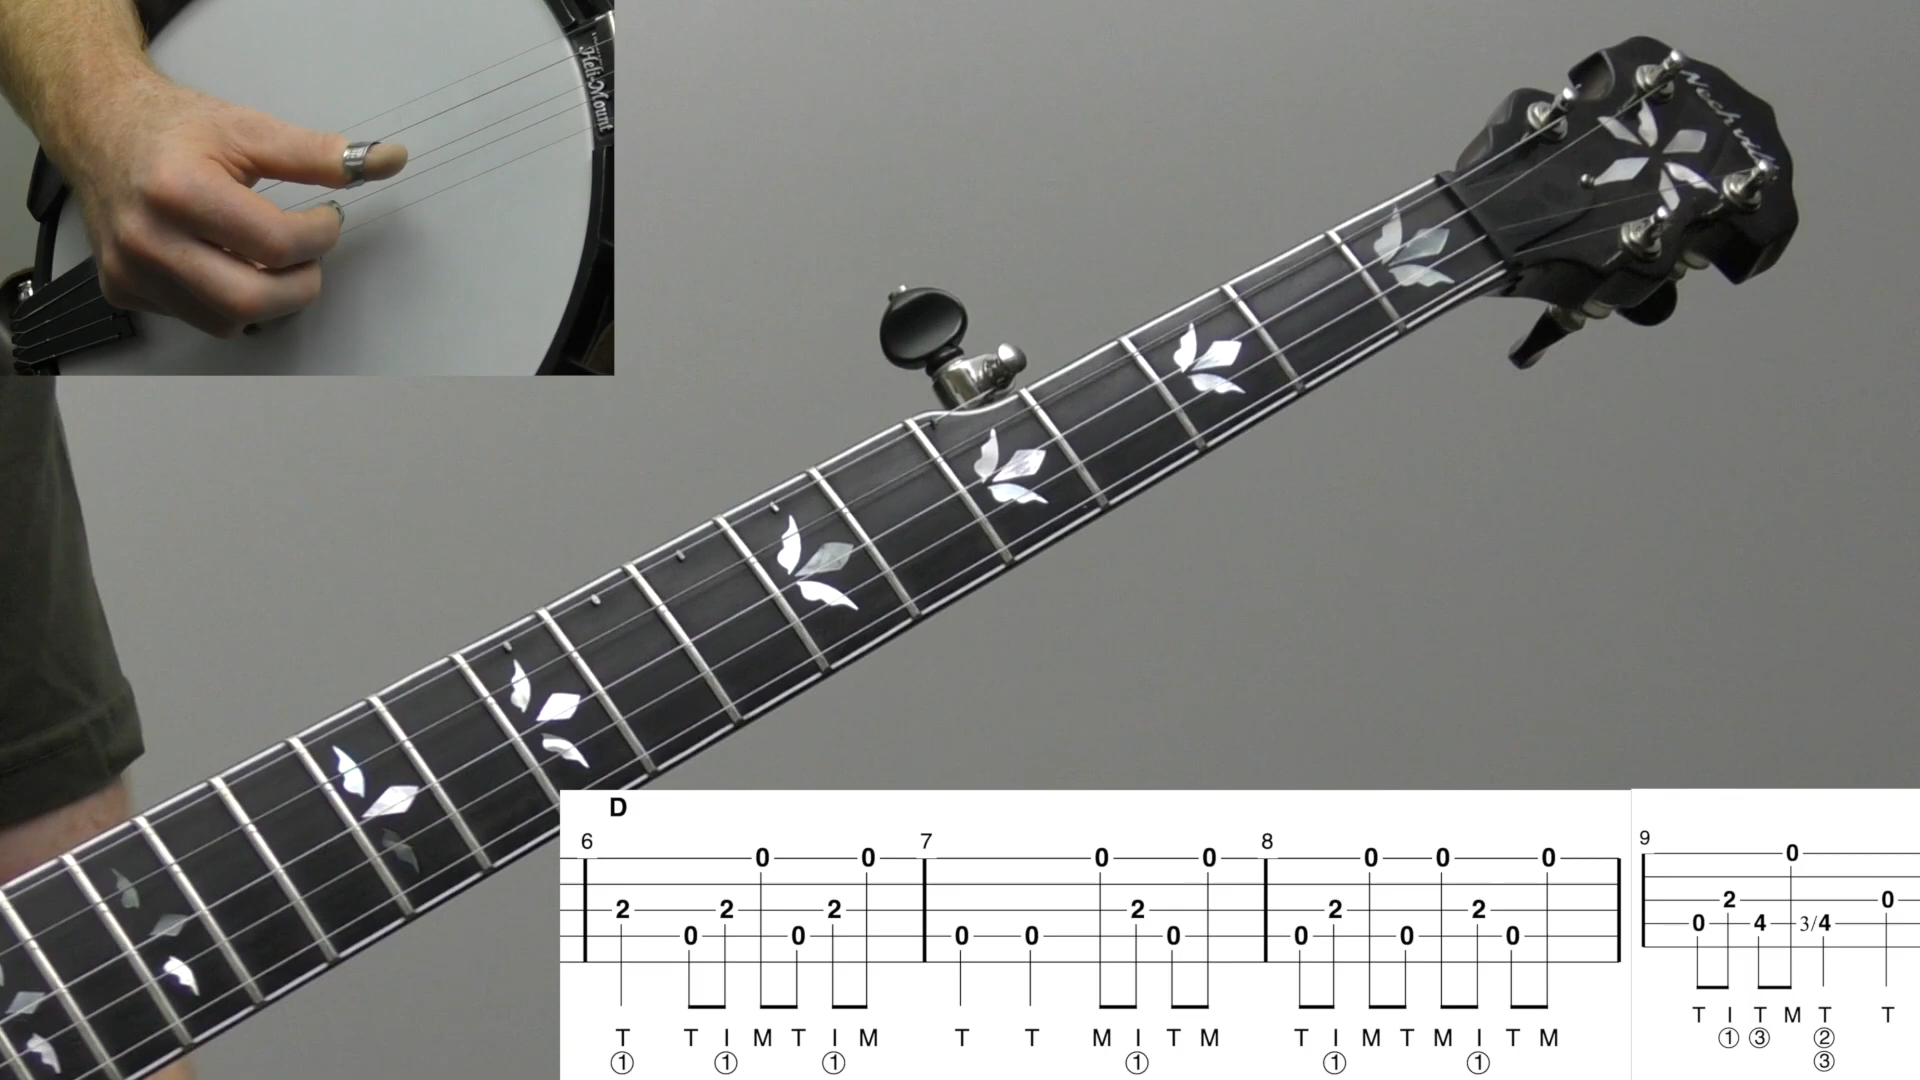 Heli-Mount
Nechville
D
6 7 8 9
0 0 0 0 0 0 0 0
2 2 2 2 2 2 2 0
0 0 0 0 0 0 0 0 0 4 3/4
T T I M T I M T T M I T M T I M T M I T M T I T M T T
① ① ① ① ① ① ① ③ ②
③